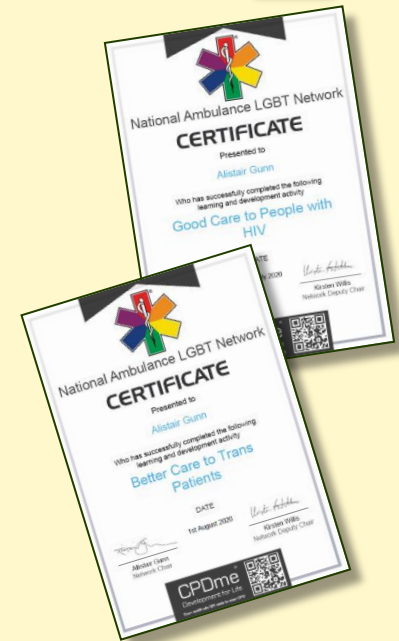 National Ambulance LGBT Network
CERTIFICATE
Presented to
Alistair Gunn
Who has successfully completed the following
learning and development activity
Good Care to People with
HIV
2020
Kirsten Willis
Network Deputy Chair
National Ambulance LGBT Network
CERTIFICATE
Presented to
Alistair Gunn
Who has successfully completed the following
learning and development activity
Better Care to Trans
Patients
DATE
1st August 2020
Alistair Gunn
Network Chair
Kirsten Willis
Network Deputy Chair
CPDme
Development for Life